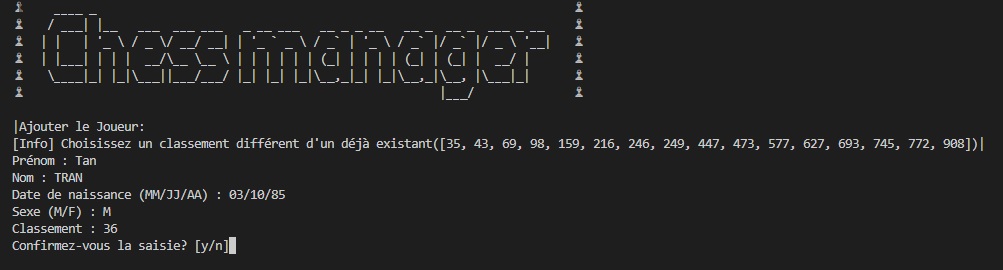 Chess manager
|Ajouter le Joueur:
[Info] Choisissez un classement différent d'un déjà existant([35, 43, 69, 98, 159, 216, 246, 249, 447, 473, 577, 627, 693, 745, 772, 908])|
Prénom : Tan
Nom : TRAN
Date de naissance (MM/JJ/AA) : 03/10/85
Sexe (M/F) : M
Classement : 36
Confirmez-vous la saisie? [y/n]